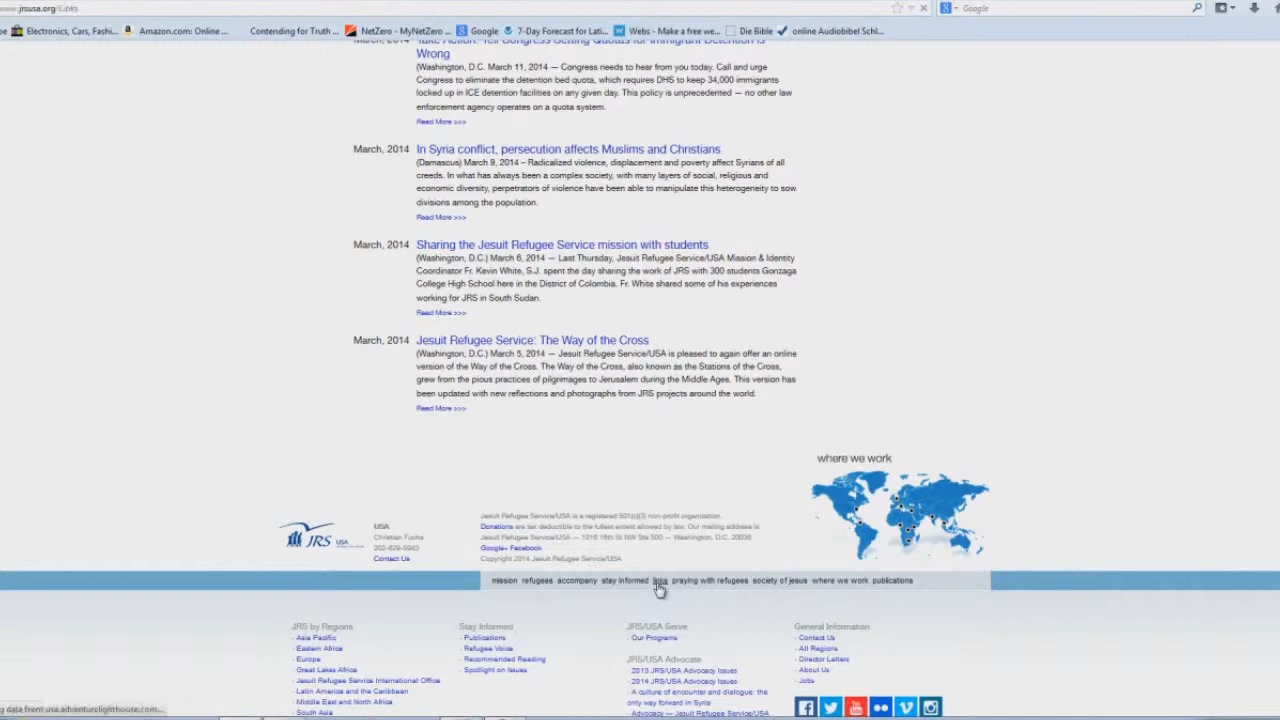 www.jrsusa.org/Links
Google
Electronics, Cars, Fashi...
Amazon.com: Online ...
Contending for Truth ...
NetZero - MyNetZero ...
Google
7-Day Forecast for Lati...
Webs - Make a free we...
Die Bible
online Audiobibel Schl...
March, 2014 Take Action: Tell Congress Setting Quotas for Immigrant Detention is
Wrong
(Washington, D.C. March 11, 2014 — Congress needs to hear from you today. Call and urge
Congress to eliminate the detention bed quota, which requires DHS to keep 34,000 immigrants
locked up in ICE detention facilities on any given day. This policy is unprecedented — no other law
enforcement agency operates on a quota system.
Read More >>>
March, 2014 In Syria conflict, persecution affects Muslims and Christians
(Damascus) March 9, 2014 – Radicalized violence, displacement and poverty affect Syrians of all
creeds. In what has always been a complex society, with many layers of social, religious and
economic diversity, perpetrators of violence have been able to manipulate this heterogeneity to sow
divisions among the population.
Read More >>>
March, 2014 Sharing the Jesuit Refugee Service mission with students
(Washington, D.C.) March 6, 2014 — Last Thursday, Jesuit Refugee Service/USA Mission & Identity
Coordinator Fr. Kevin White, S.J. spent the day sharing the work of JRS with 300 students Gonzaga
College High School here in the District of Colombia. Fr. White shared some of his experiences
working for JRS in South Sudan.
Read More >>>
March, 2014 Jesuit Refugee Service: The Way of the Cross
(Washington, D.C.) March 5, 2014 — Jesuit Refugee Service/USA is pleased to again offer an online
version of the Way of the Cross. The Way of the Cross, also known as the Stations of the Cross,
grew from the pious practices of pilgrimages to Jerusalem during the Middle Ages. This version has
been updated with new reflections and photographs from JRS projects around the world.
Read More >>>
where we work
JRS USA
USA
Christian Fuchs
202-629-5943
Contact Us
Jesuit Refugee Service/USA is a registered 501(c)(3) non-profit organization.
Donations are tax deductible to the fullest extent allowed by law. Our mailing address is
Jesuit Refugee Service/USA — 1016 16th St NW Ste 500 — Washington, D.C. 20036
Google+ Facebook
Copyright 2014 Jesuit Refugee Service/USA
mission refugees accompany stay informed links praying with refugees society of jesus where we work publications
JRS by Regions
- Asia Pacific
- Eastern Africa
- Europe
- Great Lakes Africa
- Jesuit Refugee Service International Office
- Latin America and the Caribbean
- Middle East and North Africa
- South Asia
Stay Informed
- Publications
- Refugee Voice
- Recommended Reading
- Spotlight on Issues
JRS/USA Serve
- Our Programs
JRS/USA Advocate
- 2013 JRS/USA Advocacy Issues
- 2014 JRS/USA Advocacy Issues
- A culture of encounter and dialogue: the
only way forward in Syria
- Advocacy — Jesuit Refugee Service/USA
General Information
- Contact Us
- All Regions
- Director Letters
- About Us
- Jobs
data from usa.adventurelighthouse.com...